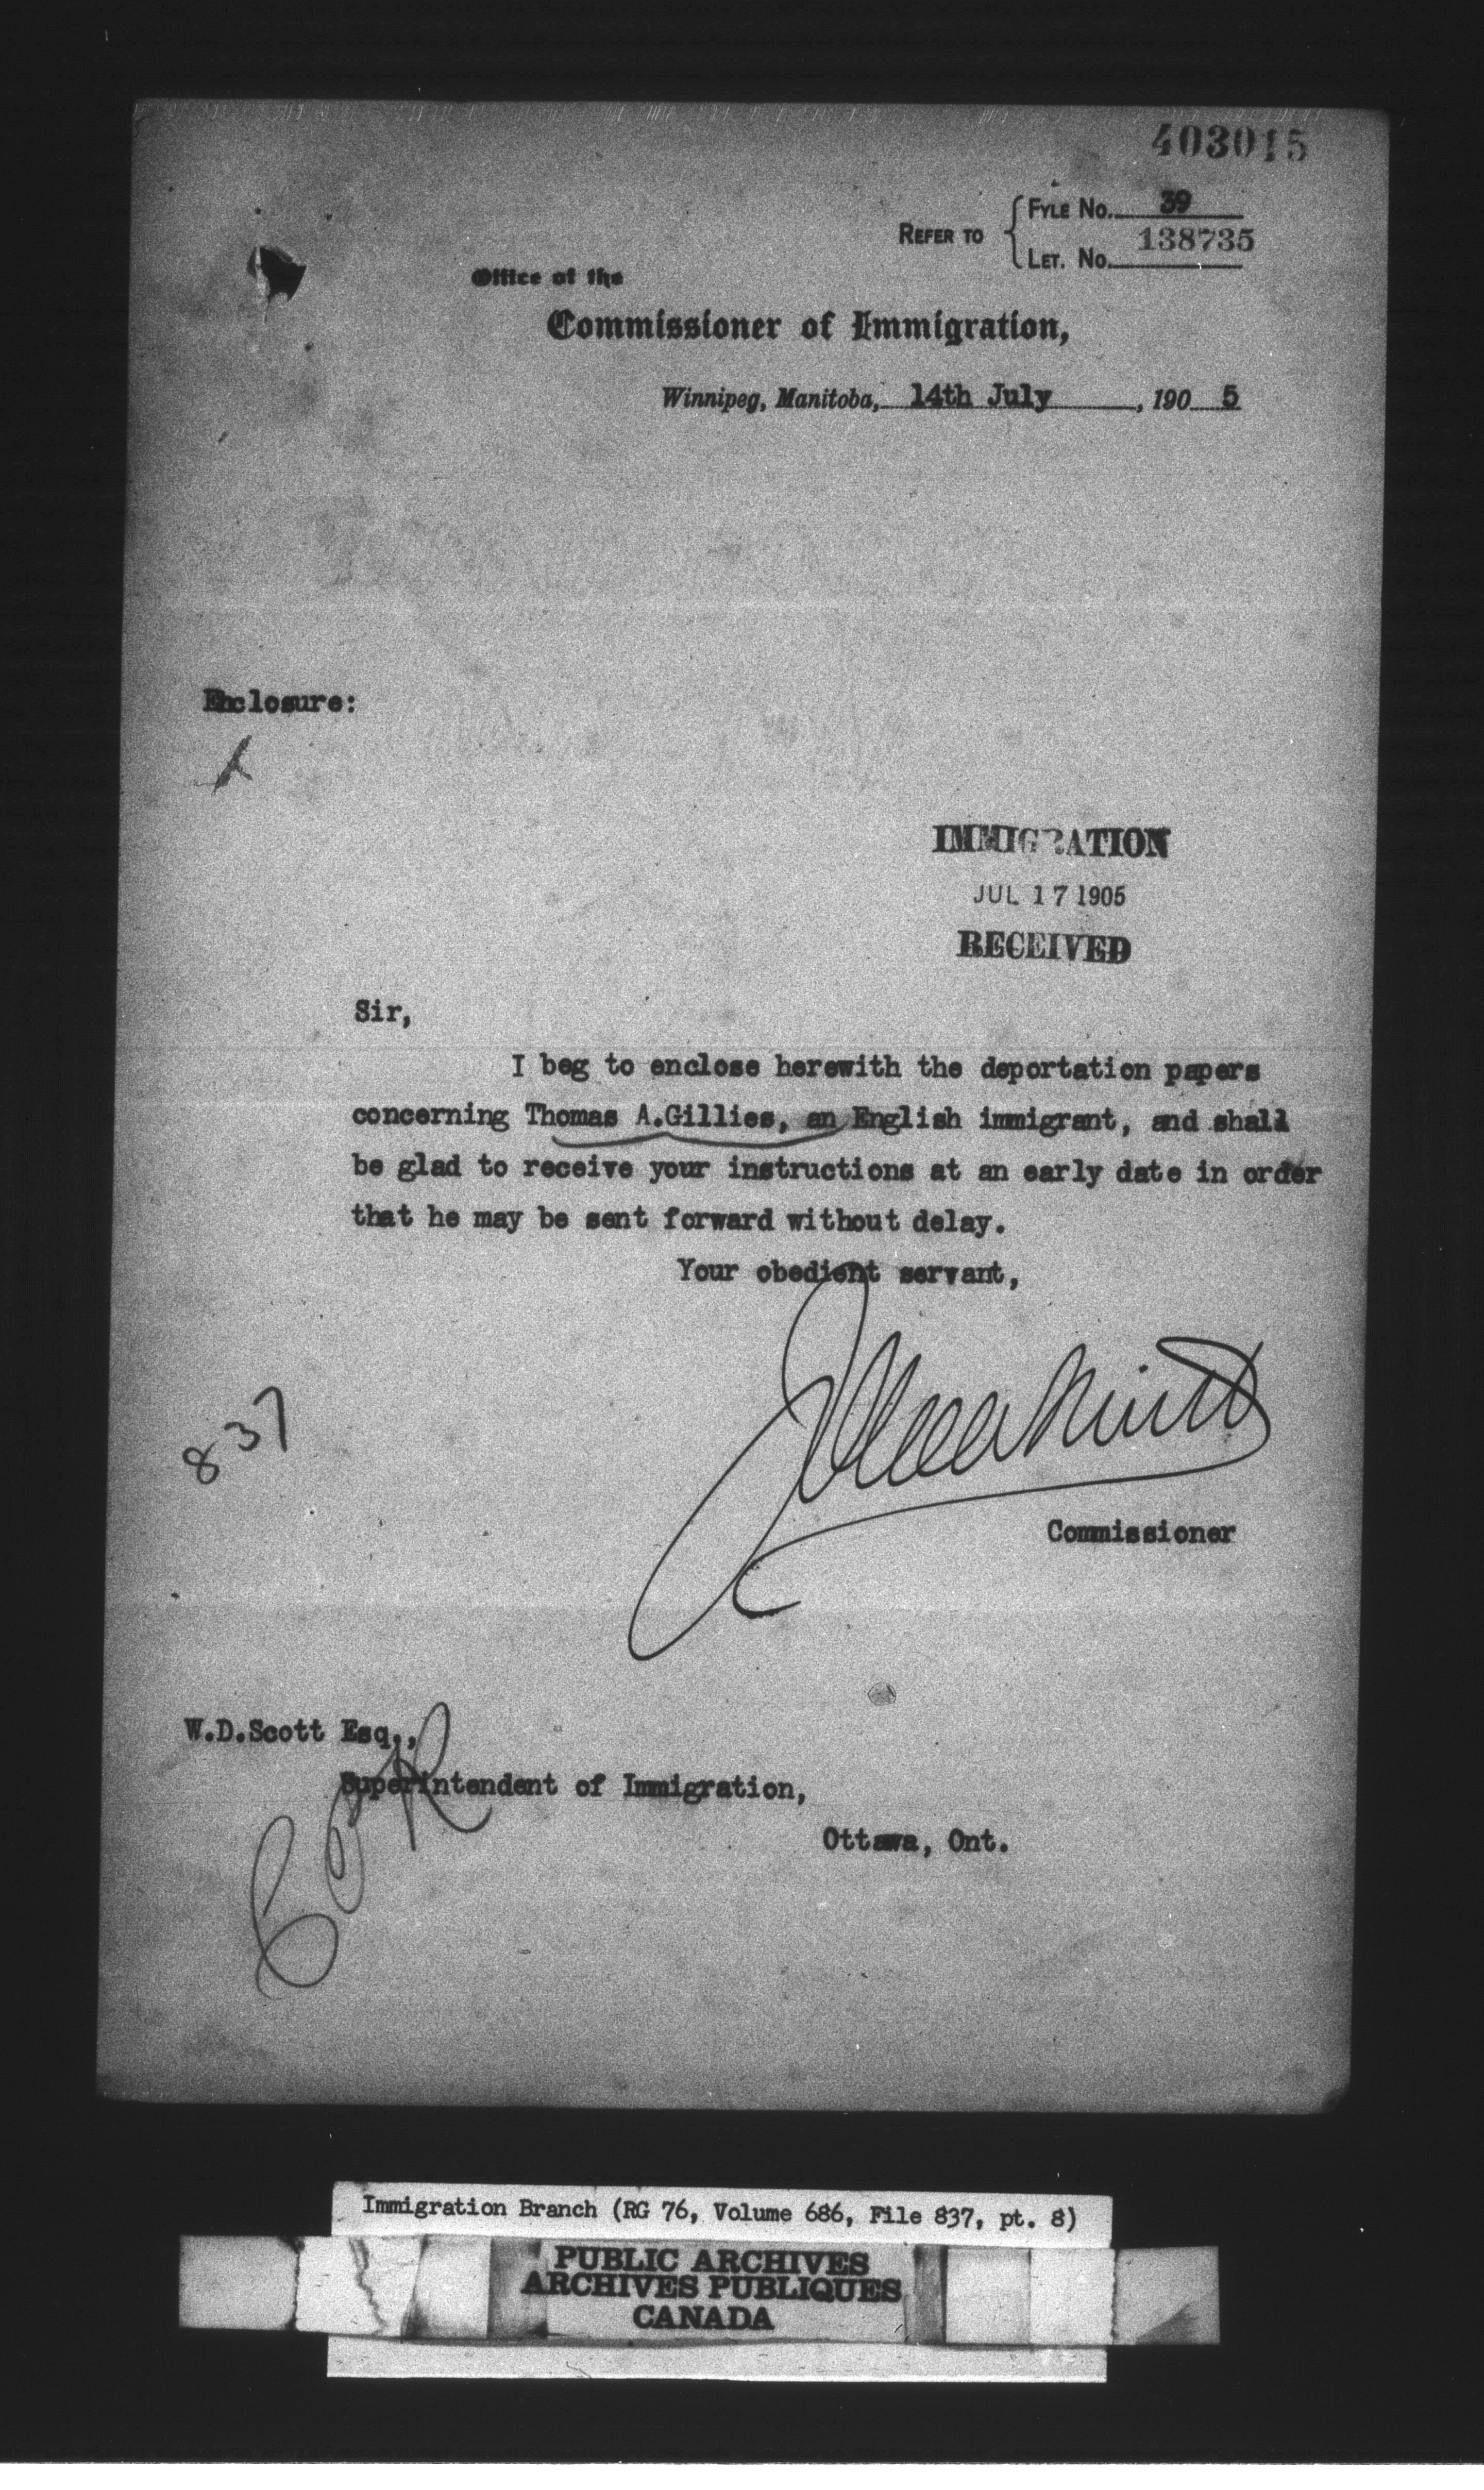 403015
REFER TO
FYLE No. 39
LET. No. 138735
Office of the
Commissioner of Immigration,
Winnipeg, Manitoba, 14th July, 190 5
Enclosure:
IMMIGRATION
JUL 17 1905
RECEIVED
Sir,
I beg to enclose herewith the deportation papers
concerning Thomas A.Gillies, an English immigrant, and shall
be glad to receive your instructions at an early date in order
that he may be sent forward without delay.
Your obedient servant,
837
Commissioner
W.D.Scott Esq.,
Superintendent of Immigration,
Ottawa, Ont.
Immigration Branch (RG 76, Volume 686, File 837, pt. 8)
PUBLIC ARCHIVES
ARCHIVES PUBLIQUES
CANADA